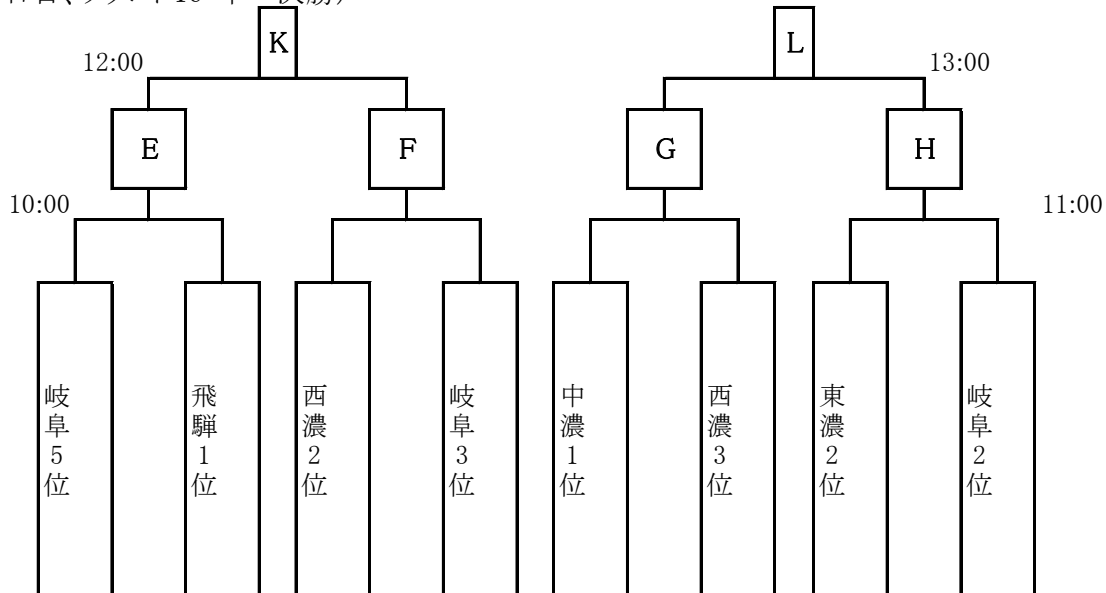 K
L
12:00
13:00
E
F
G
H
10:00
11:00
岐阜5位
飛騨1位
西濃2位
岐阜3位
中濃1位
西濃3位
東濃2位
岐阜2位